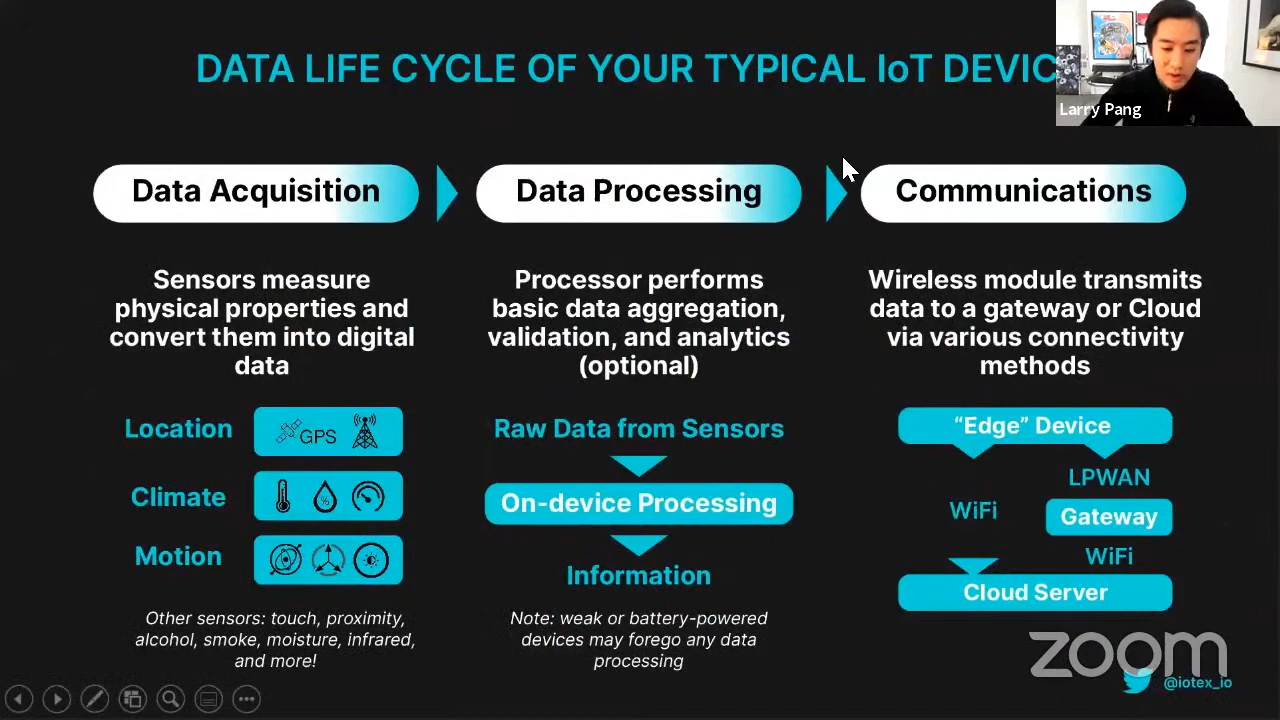 DATA LIFE CYCLE OF YOUR TYPICAL IoT DEVIC
Larry Pang
Data Acquisition
Sensors measure
physical properties and
convert them into digital
data
Location
GPS
Climate
%
Motion
Other sensors: touch, proximity,
alcohol, smoke, moisture, infrared,
and more!
Data Processing
Processor performs
basic data aggregation,
validation, and analytics
(optional)
Raw Data from Sensors
On-device Processing
Information
Note: weak or battery-powered
devices may forego any data
processing
Communications
Wireless module transmits
data to a gateway or Cloud
via various connectivity
methods
“Edge” Device
WiFi
LPWAN
Gateway
WiFi
Cloud Server
zoom
@iotex_io